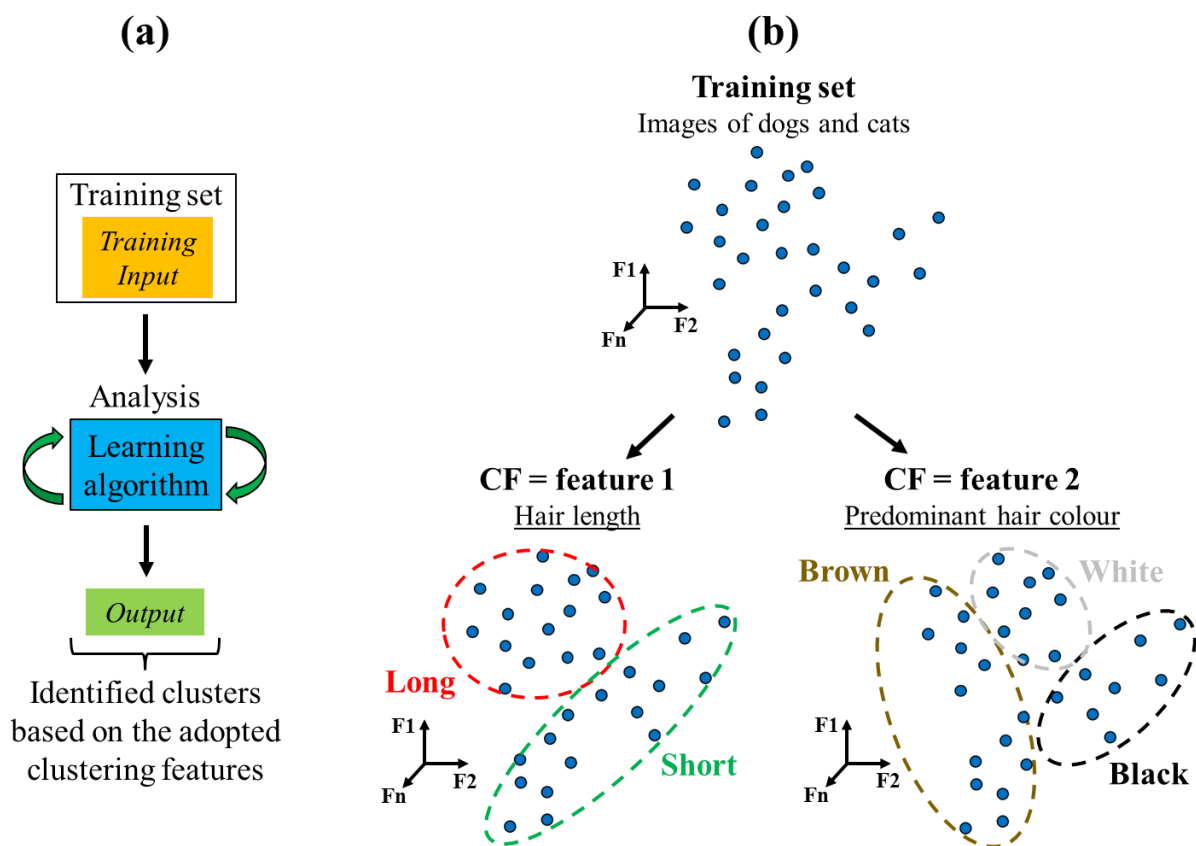 (a)
Training set
Training
Input
Analysis
Learning
algorithm
Output
Identified clusters
based on the adopted
clustering features
(b)
Training set
Images of dogs and cats
F1
F2
Fn
CF = feature 1
Hair length
Long
Short
F1
F2
Fn
CF = feature 2
Predominant hair colour
Brown
White
Black
F1
F2
Fn